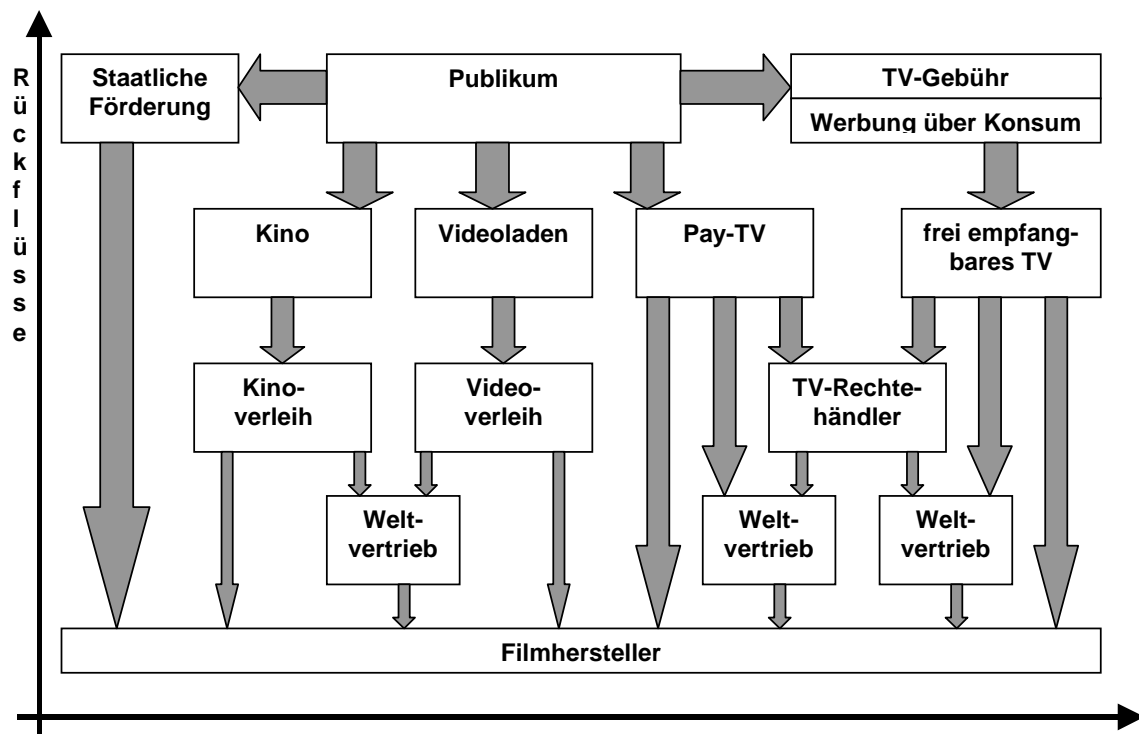 Rückflüsse
Staatliche
Förderung
Publikum
TV-Gebühr
Werbung über Konsum
Kino
Videoladen
Pay-TV
frei empfang-
bares TV
Kino-
verleih
Video-
verleih
TV-Rechte-
händler
Welt-
vertrieb
Welt-
vertrieb
Welt-
vertrieb
Filmhersteller